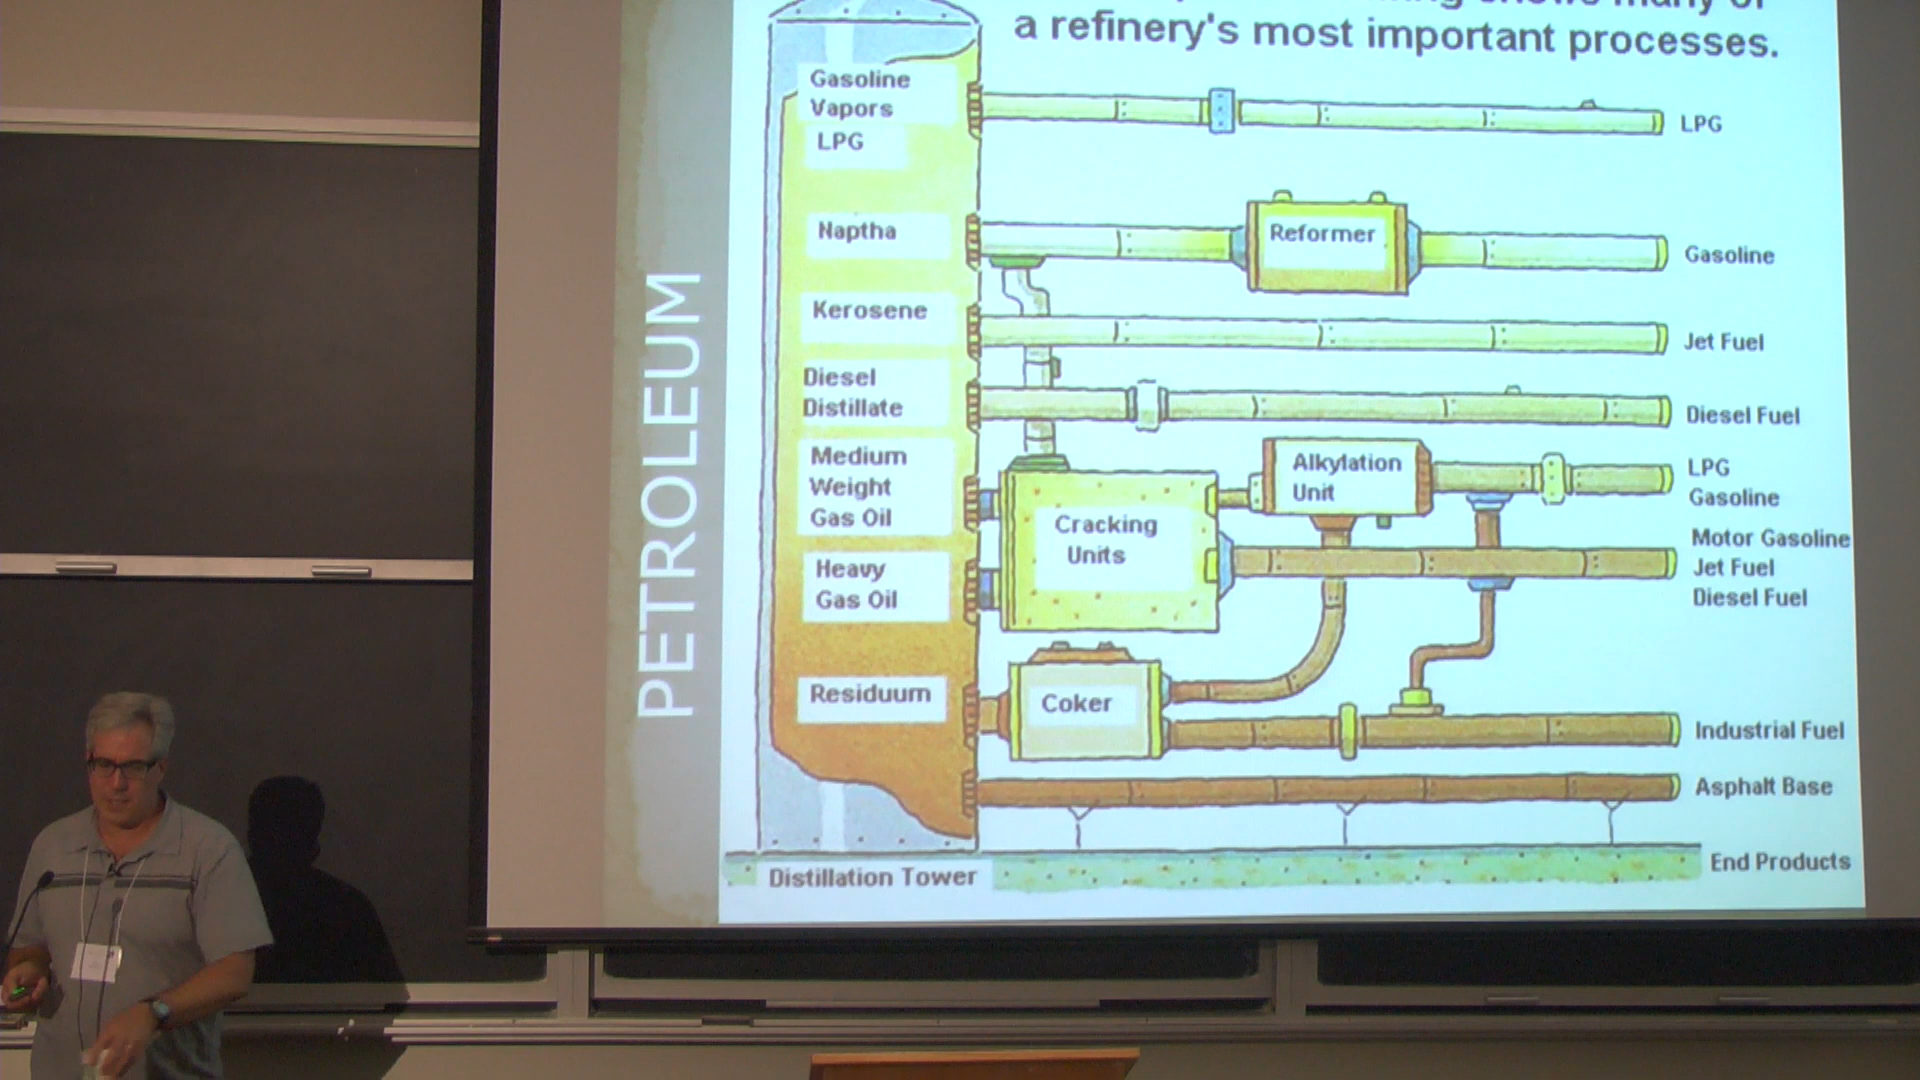 a refinery's most important processes.
PETROLEUM
Gasoline
Vapors
LPG
LPG
Naptha
Reformer
Gasoline
Kerosene
Jet Fuel
Diesel
Distillate
Diesel Fuel
Medium
Weight
Gas Oil
Alkylation
Unit
LPG
Gasoline
Cracking
Units
Motor Gasoline
Jet Fuel
Diesel Fuel
Heavy
Gas Oil
Residuum
Coker
Industrial Fuel
Asphalt Base
Distillation Tower
End Products